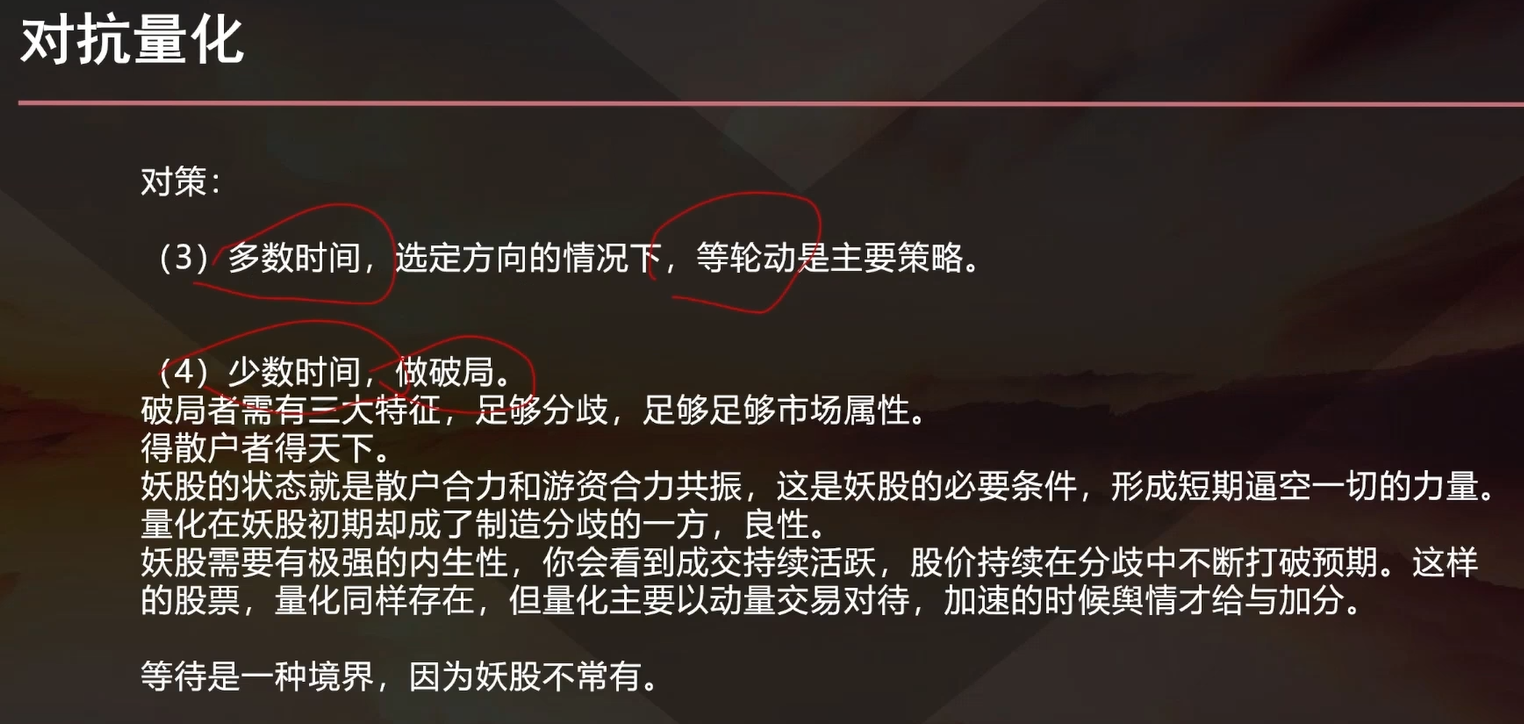 对抗量化
对策：
（3）多数时间，选定方向的情况下，等轮动是主要策略。
（4）少数时间，做破局。
破局者需有三大特征，足够分歧，足够足够市场属性。
得散户者得天下。
妖股的状态就是散户合力和游资合力共振，这是妖股的必要条件，形成短期逼空一切的力量。
量化在妖股初期却成了制造分歧的一方，良性。
妖股需要有极强的内生性，你会看到成交持续活跃，股价持续在分歧中不断打破预期。这样
的股票，量化同样存在，但量化主要以动量交易对待，加速的时候舆情才给与加分。
等待是一种境界，因为妖股不常有。